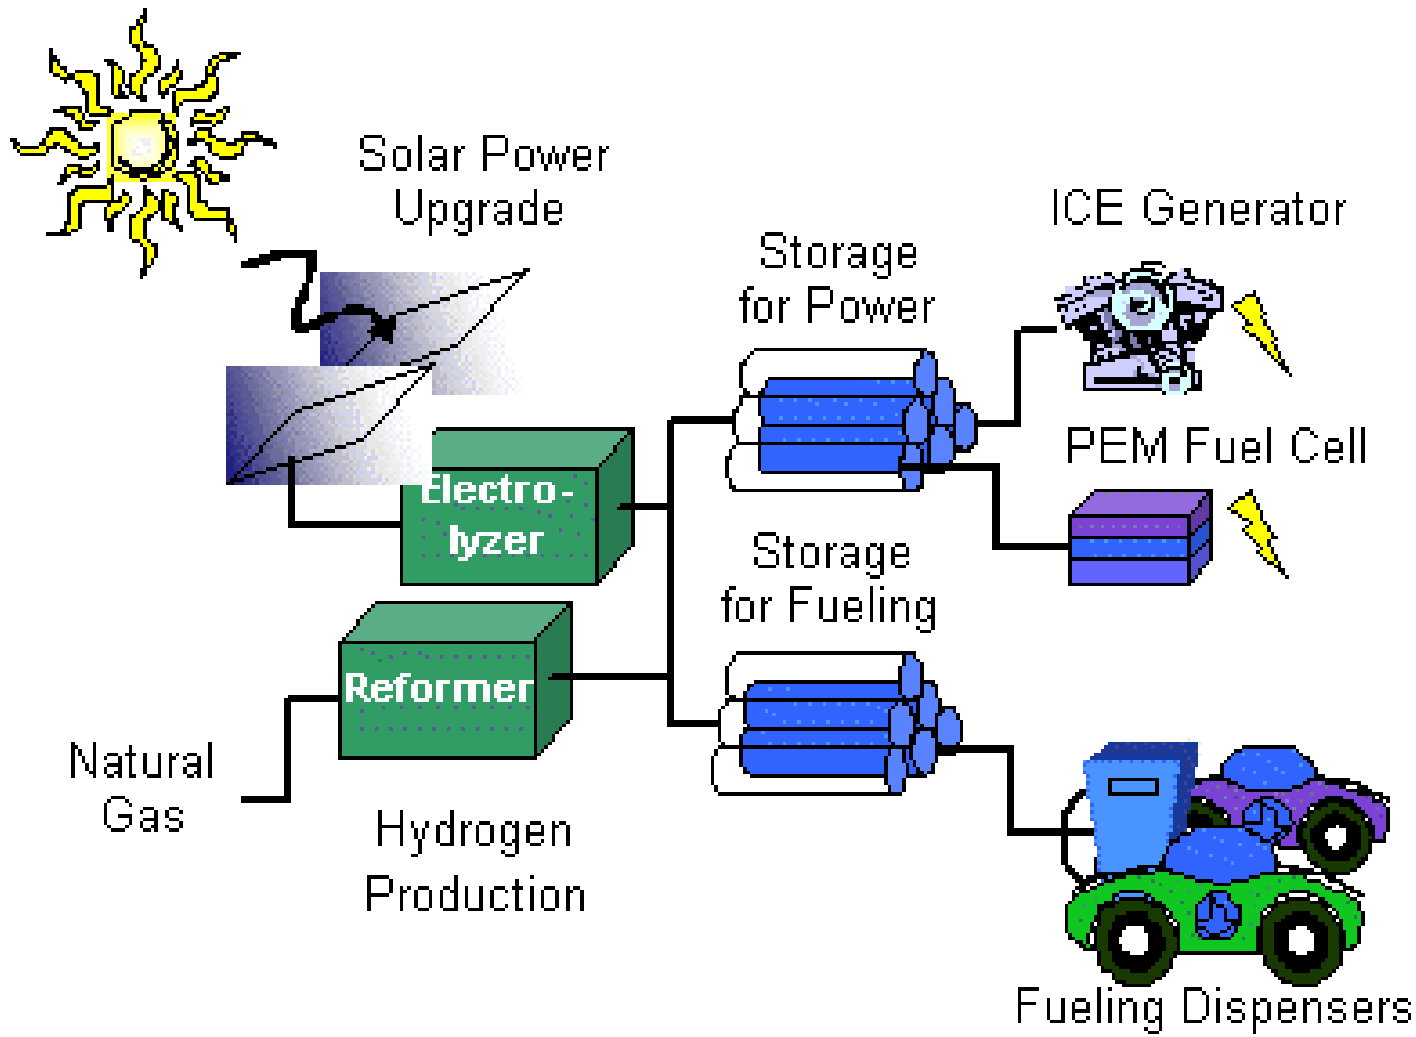 Solar Power
Upgrade
ICE Generator
Storage
for Power
PEM Fuel Cell
Electro-
lyzer
Storage
for Fueling
Reformer
Natural
Gas
Hydrogen
Production
Fueling Dispensers